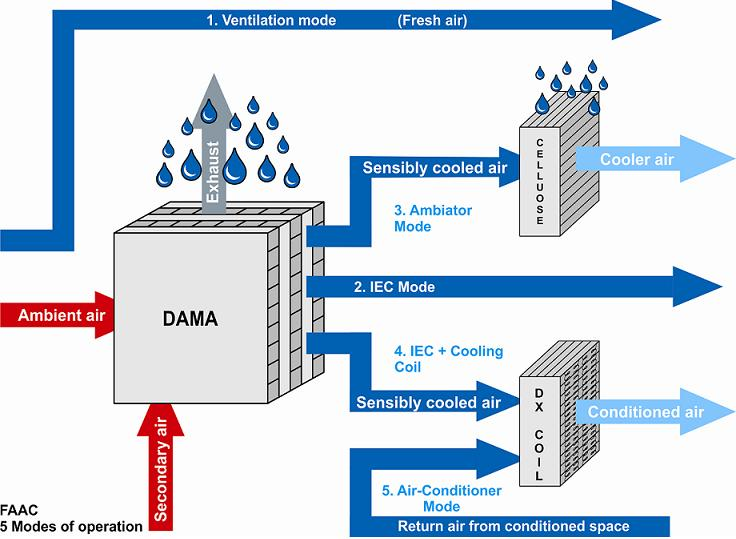 1. Ventilation mode (Fresh air)
Exhaust
Sensibly cooled air
CELLUOSE
Cooler air
3. Ambiator
Mode
2. IEC Mode
Ambient air
DAMA
4. IEC + Cooling
Coil
Sensibly cooled air
DX COIL
Conditioned air
Secondary air
5. Air-Conditioner
Mode
Return air from conditioned space
FAAC
5 Modes of operation